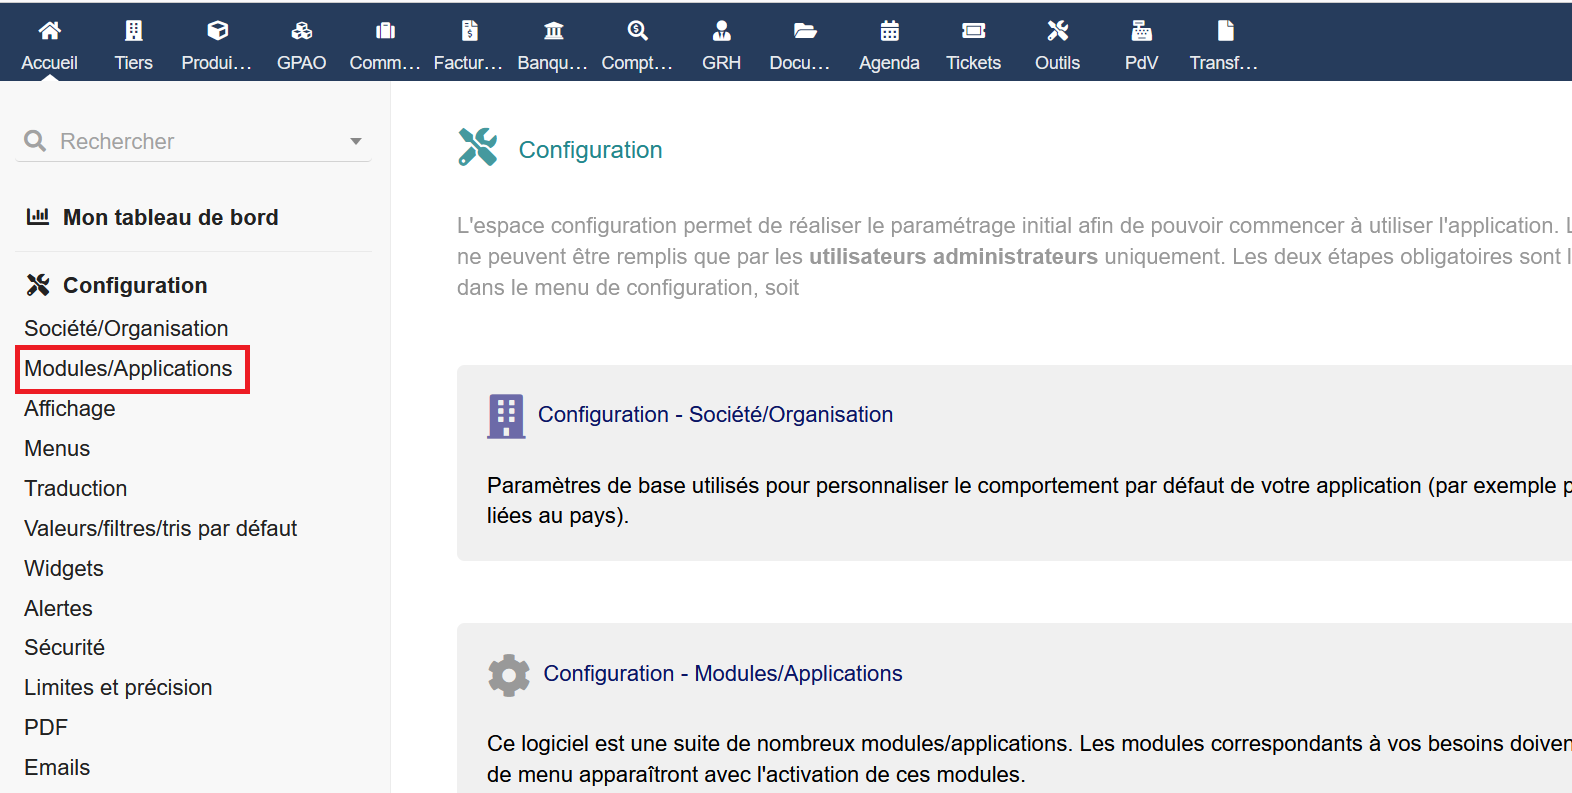 Accueil Tiers Produi... GPAO Comm... Factur... Banqu... Compt... GRH Docu... Agenda Tickets Outils PdV Transf...
Rechercher
Mon tableau de bord
Configuration
Société/Organisation
Modules/Applications
Affichage
Menus
Traduction
Valeurs/filtres/tris par défaut
Widgets
Alertes
Sécurité
Limites et précision
PDF
Emails
Configuration
L'espace configuration permet de réaliser le paramétrage initial afin de pouvoir commencer à utiliser l'application.
ne peuvent être remplis que par les utilisateurs administrateurs uniquement. Les deux étapes obligatoires sont
dans le menu de configuration, soit
Configuration - Société/Organisation
Paramètres de base utilisés pour personnaliser le comportement par défaut de votre application (par exemple
liées au pays).
Configuration - Modules/Applications
Ce logiciel est une suite de nombreux modules/applications. Les modules correspondants à vos besoins doiven
de menu apparaîtront avec l'activation de ces modules.